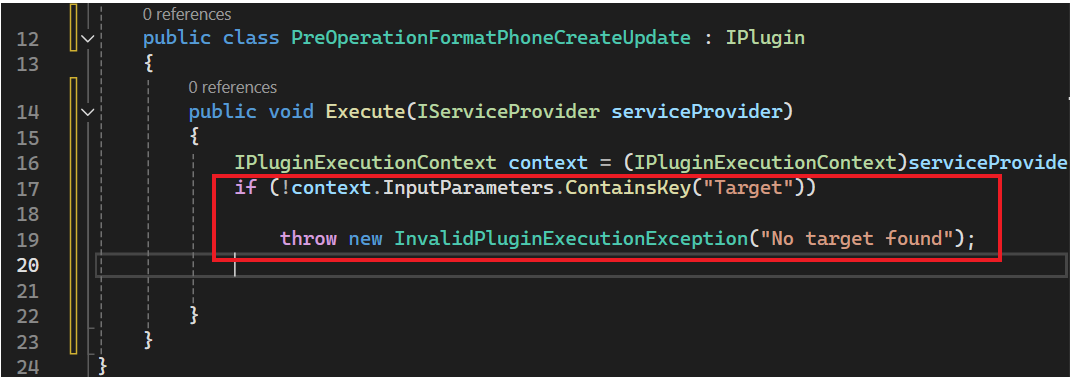 0 references
12 public class PreOperationFormatPhoneCreateUpdate : IPlugin
13 {
0 references
14 public void Execute(IServiceProvider serviceProvider)
15 {
16 IPluginExecutionContext context = (IPluginExecutionContext)serviceProvide
17 if (!context.InputParameters.ContainsKey("Target"))
18
19 throw new InvalidPluginExecutionException("No target found");
20
21
22 }
23 }
24 }